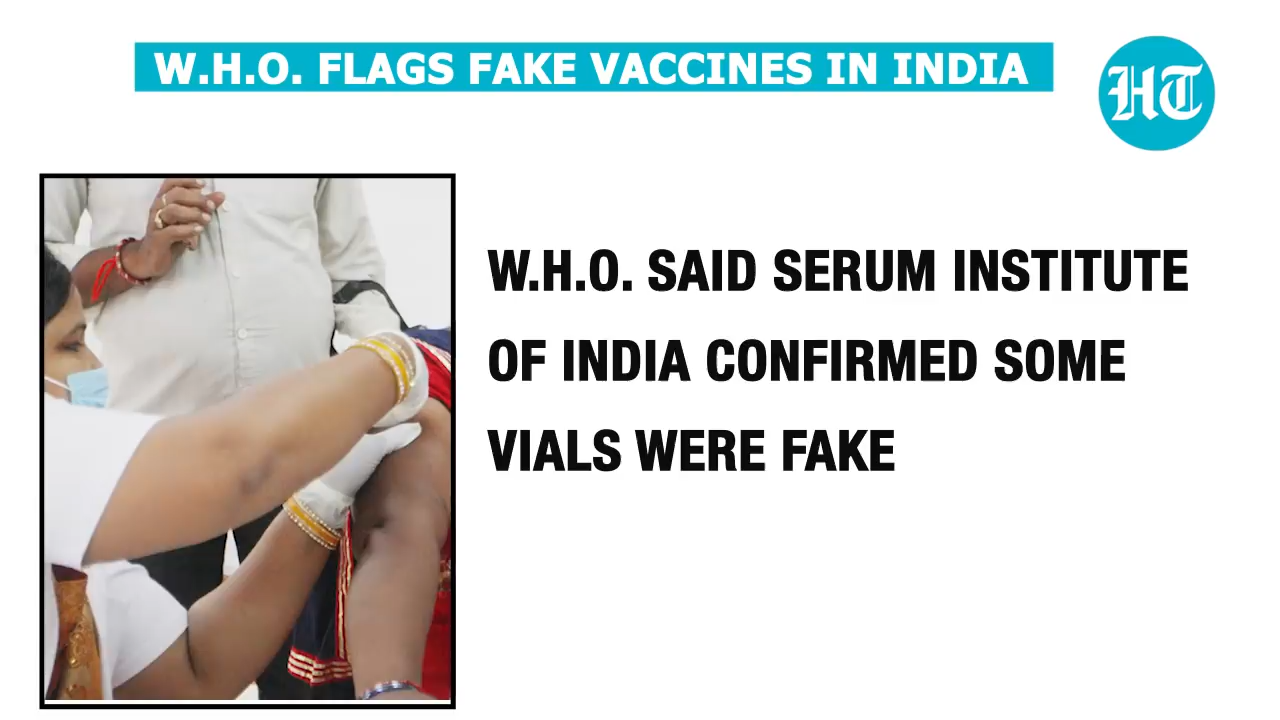 W.H.O. FLAGS FAKE VACCINES IN INDIA
HT
W.H.O. SAID SERUM INSTITUTE
OF INDIA CONFIRMED SOME
VIALS WERE FAKE